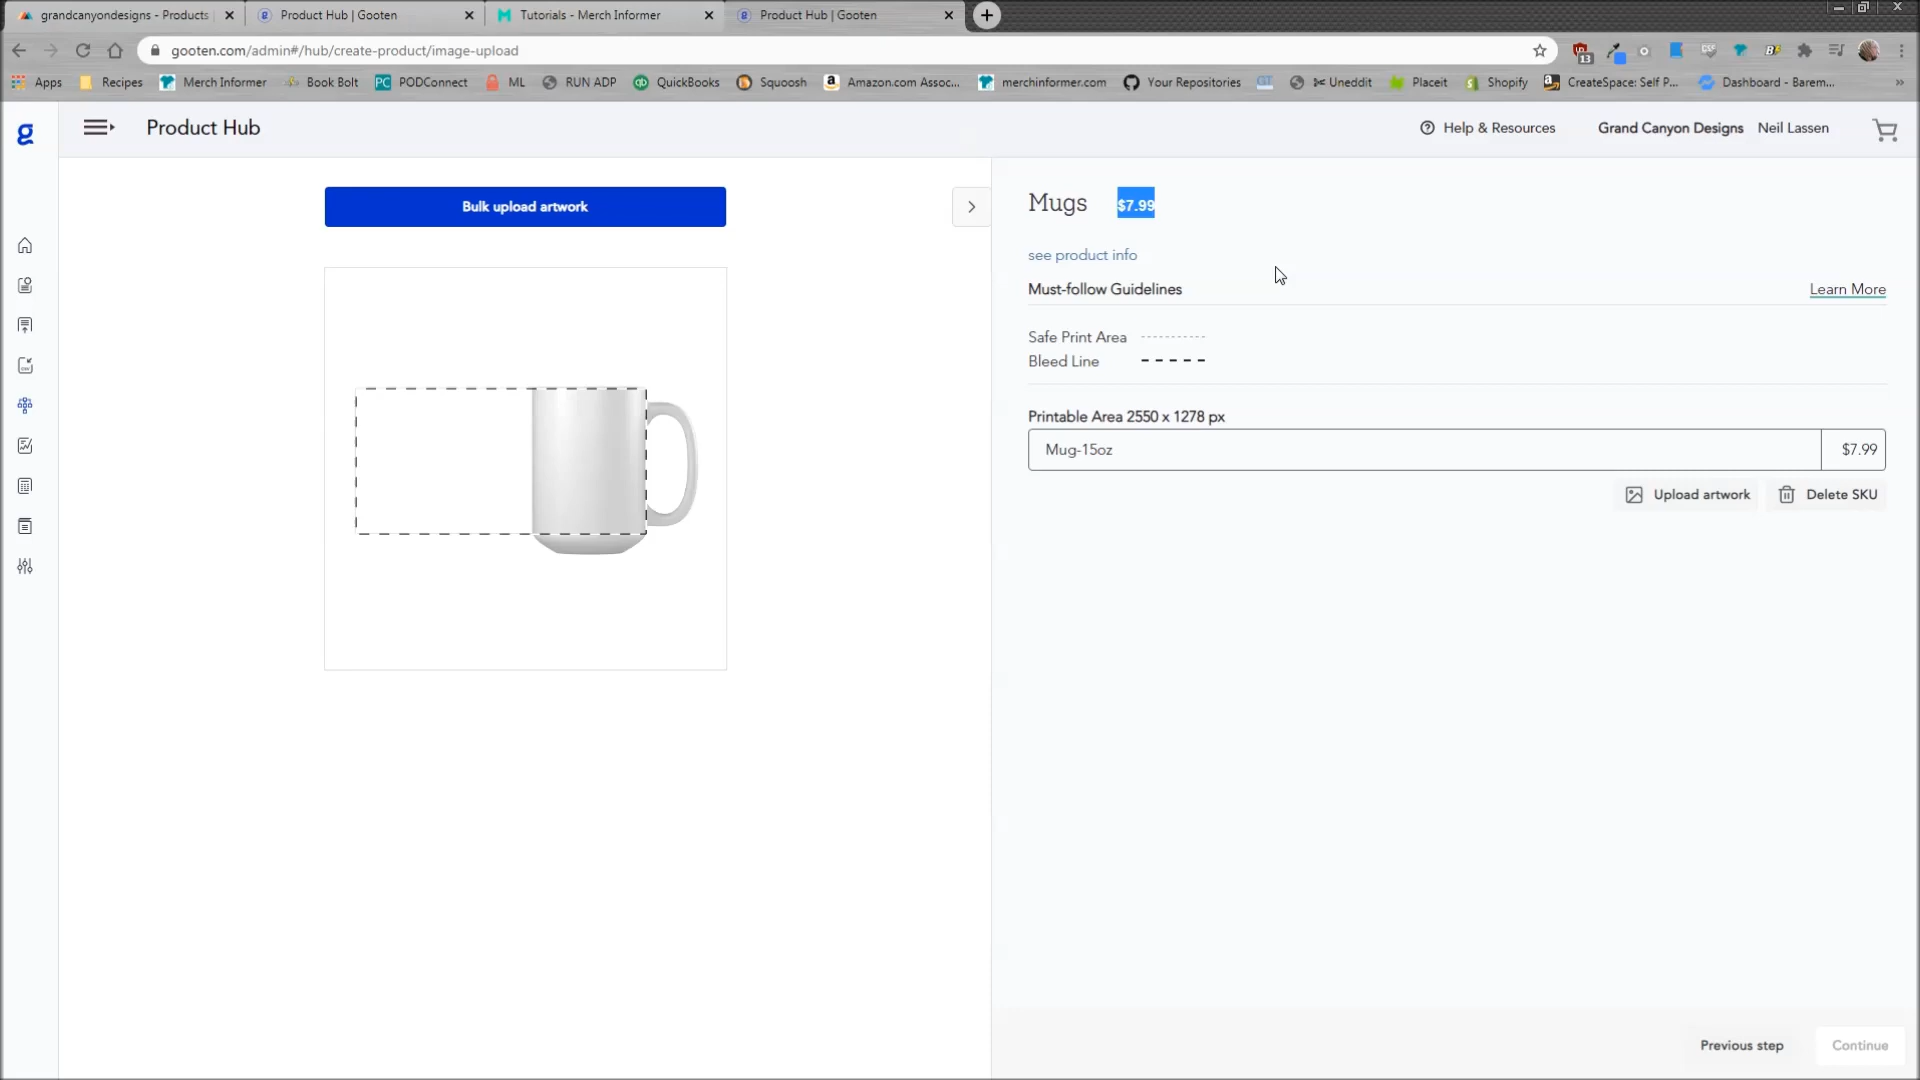 grandcanyondesigns - Products
Product Hub | Gooten
Tutorials - Merch Informer
Product Hub | Gooten
gooten.com/admin#/hub/create-product/image-upload
13
Apps
Recipes
Merch Informer
Book Bolt
PC PODConnect
ML
RUN ADP
qb QuickBooks
Squoosh
a Amazon.com Assoc...
merchinformer.com
Your Repositories
GT
Uneddit
Placeit
Shopify
CreateSpace: Self P...
Dashboard - Barem...
»
g
Product Hub
Help & Resources
Grand Canyon Designs
Neil Lassen
Bulk upload artwork
Mugs $7.99
see product info
Must-follow Guidelines
Learn More
Safe Print Area
Bleed Line
Printable Area 2550 x 1278 px
Mug-15oz
$7.99
Upload artwork
Delete SKU
Previous step
Continue